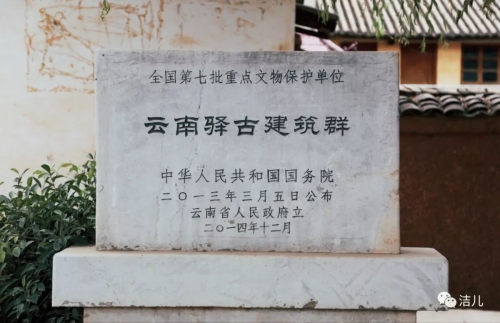 全国第七批重点文物保护单位
云南驿古建筑群
中华人民共和国国务院
二〇一三年三月五日公布
云南省人民政府立
二〇一四年十二月
洁儿